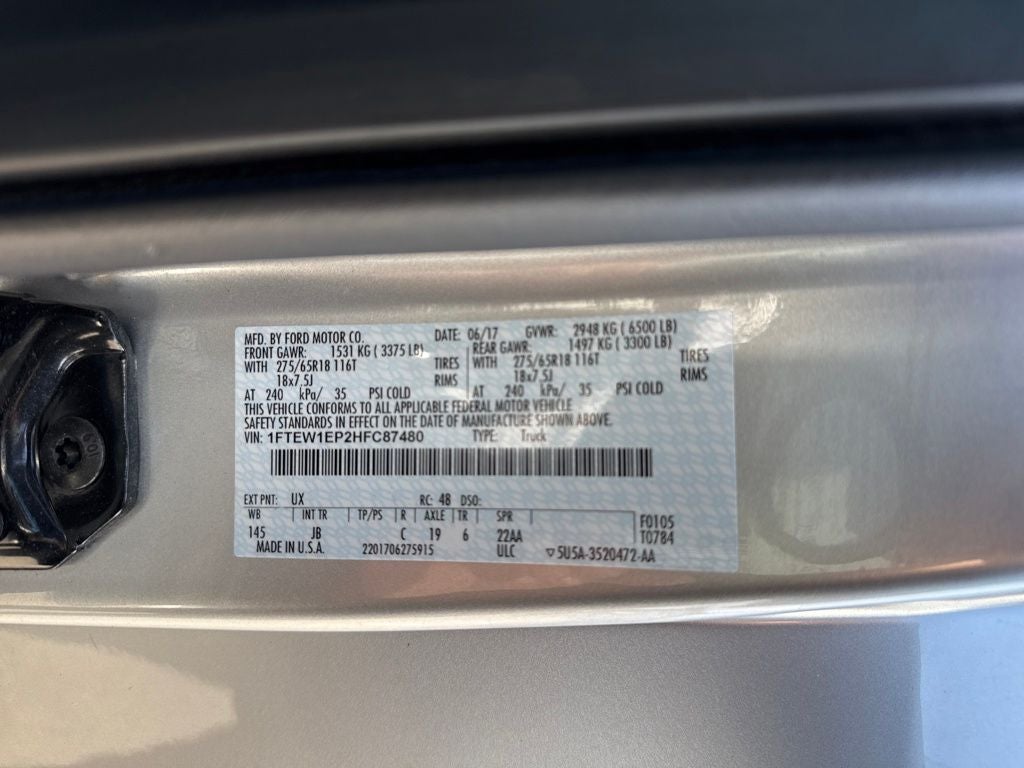 MFD. BY FORD MOTOR CO. DATE: 06/17 GVWR: 2948 KG ( 6500 LB)
FRONT GAWR: 1531 KG ( 3375 LB) REAR GAWR: 1497 KG ( 3300 LB)
WITH 275/65R18 116T TIRES WITH 275/65R18 116T TIRES
18x7.5J RIMS 18x7.5J RIMS
AT 240 kPa/ 35 PSI COLD AT 240 kPa/ 35 PSI COLD
THIS VEHICLE CONFORMS TO ALL APPLICABLE FEDERAL MOTOR VEHICLE
SAFETY STANDARDS IN EFFECT ON THE DATE OF MANUFACTURE SHOWN ABOVE.
VIN: 1FTEW1EP2HFC87480 TYPE: Truck
EXT PNT: UX RC: 48 DSO:
WB INT TR TP/PS R AXLE TR SPR F0105
145 JB C 19 6 22AA T0784
MADE IN U.S.A. 2201706275915 ULC ▽5U5A-3520472-AA